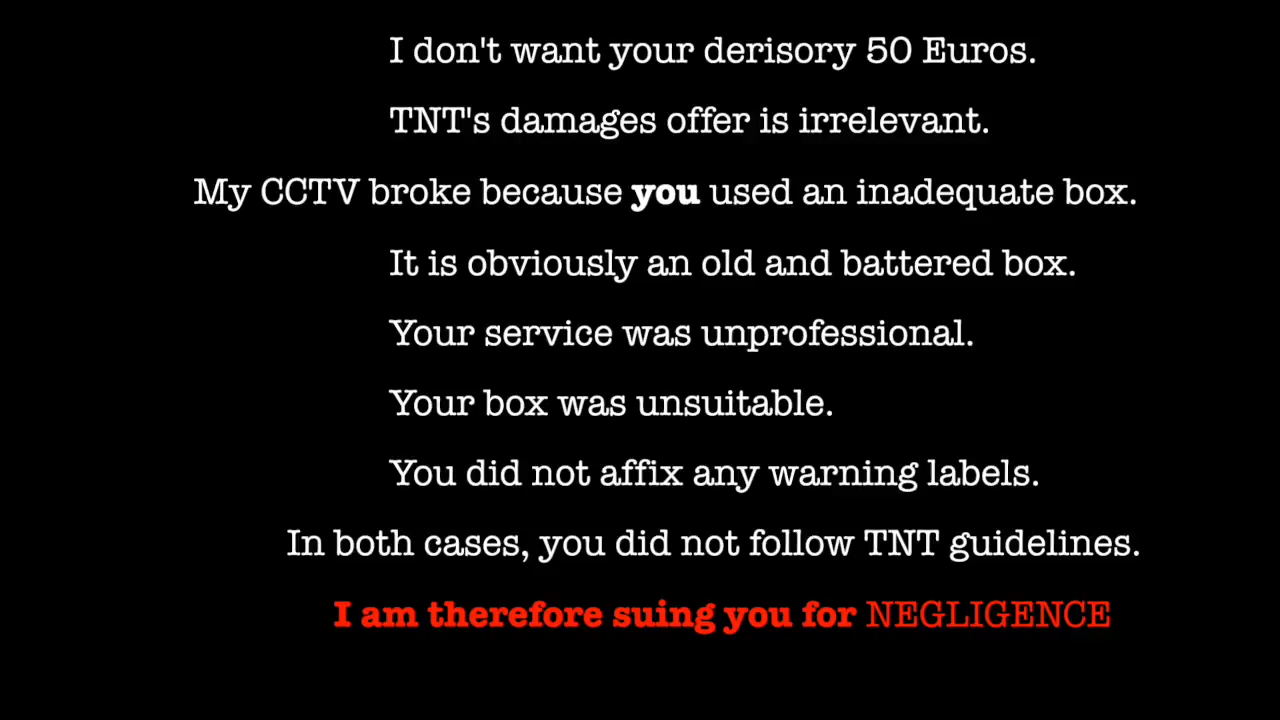 I don't want your derisory 50 Euros.
TNT's damages offer is irrelevant.
My CCTV broke because you used an inadequate box.
It is obviously an old and battered box.
Your service was unprofessional.
Your box was unsuitable.
You did not affix any warning labels.
In both cases, you did not follow TNT guidelines.
I am therefore suing you for NEGLIGENCE